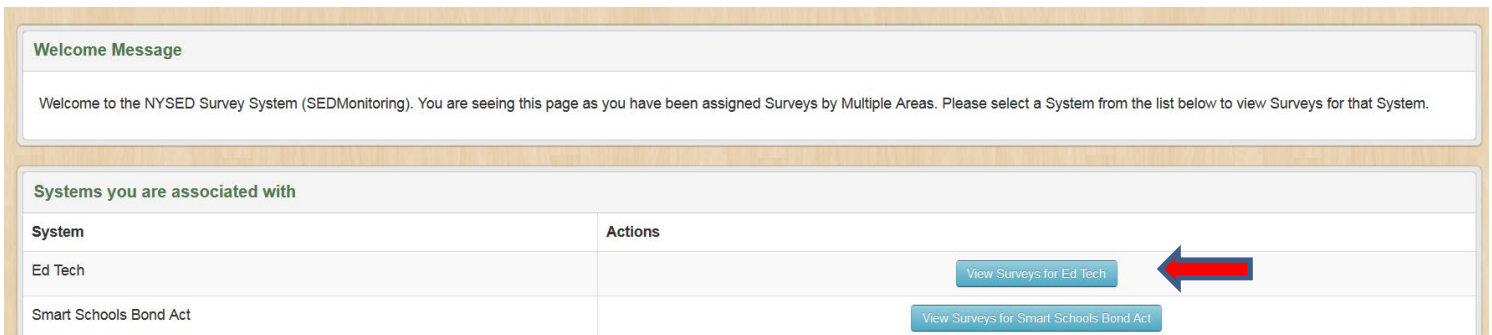 Welcome Message
Welcome to the NYSED Survey System (SEDMonitoring). You are seeing this page as you have been assigned Surveys by Multiple Areas. Please select a System from the list below to view Surveys for that System.
Systems you are associated with
System Actions
Ed Tech View Surveys for Ed Tech
Smart Schools Bond Act View Surveys for Smart Schools Bond Act